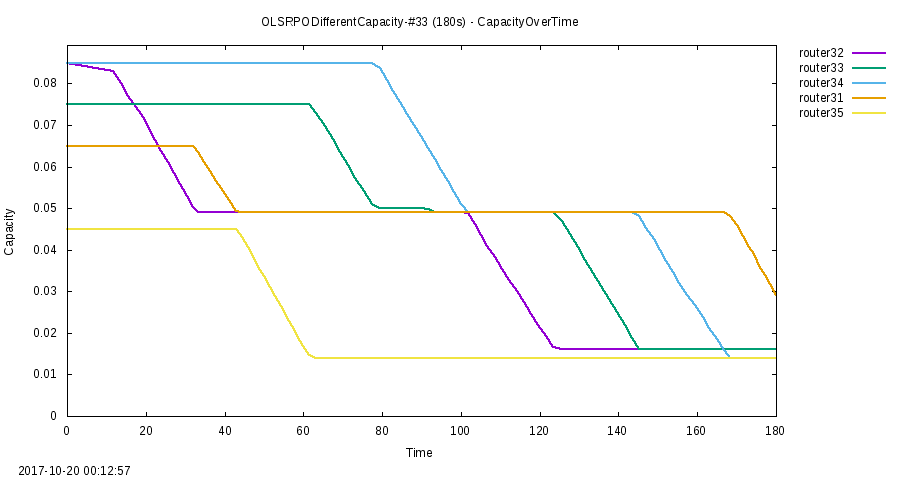 OLSRPODifferentCapacity-#33 (180s) - CapacityOverTime
router32
router33
router34
router31
router35
0.08
0.07
0.06
0.05
0.04
0.03
0.02
0.01
0
Capacity
0 20 40 60 80 100 120 140 160 180
Time
2017-10-20 00:12:57